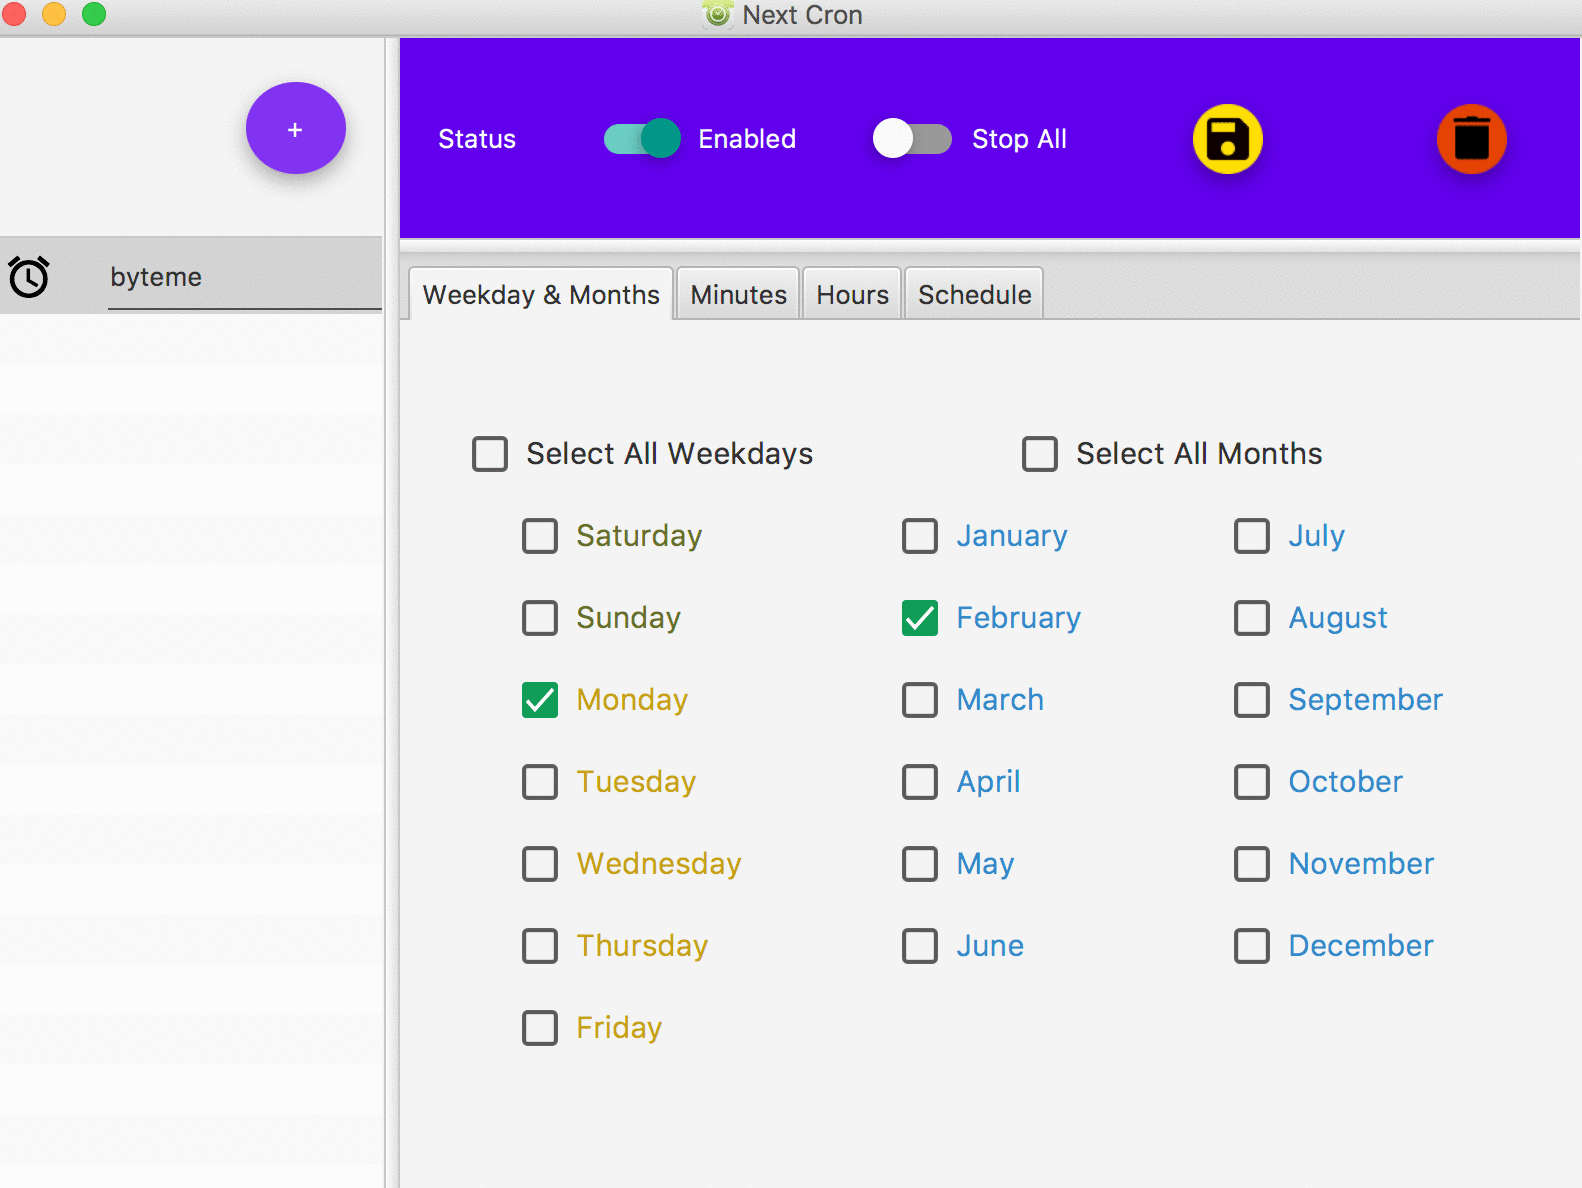 Next Cron
+
Status Enabled Stop All
byteme
Weekday & Months Minutes Hours Schedule
Select All Weekdays Select All Months
Saturday January July
Sunday February August
Monday March September
Tuesday April October
Wednesday May November
Thursday June December
Friday